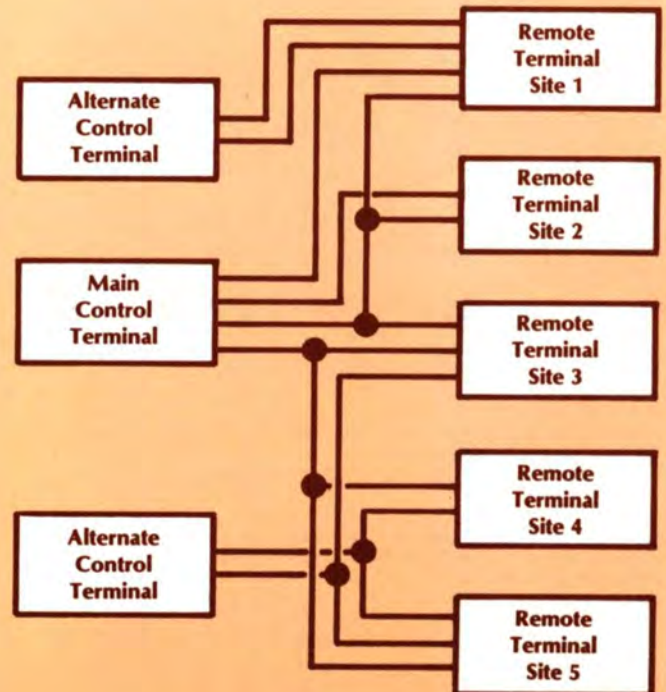 Alternate
Control
Terminal
Main
Control
Terminal
Alternate
Control
Terminal
Remote
Terminal
Site 1
Remote
Terminal
Site 2
Remote
Terminal
Site 3
Remote
Terminal
Site 4
Remote
Terminal
Site 5